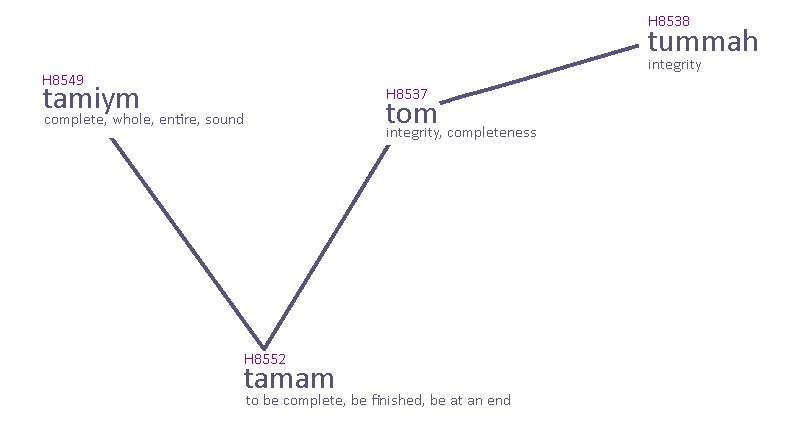 H8538
tummah
integrity
H8549
tamiym
complete, whole, entire, sound
H8537
tom
integrity, completeness
H8552
tamam
to be complete, be finished, be at an end